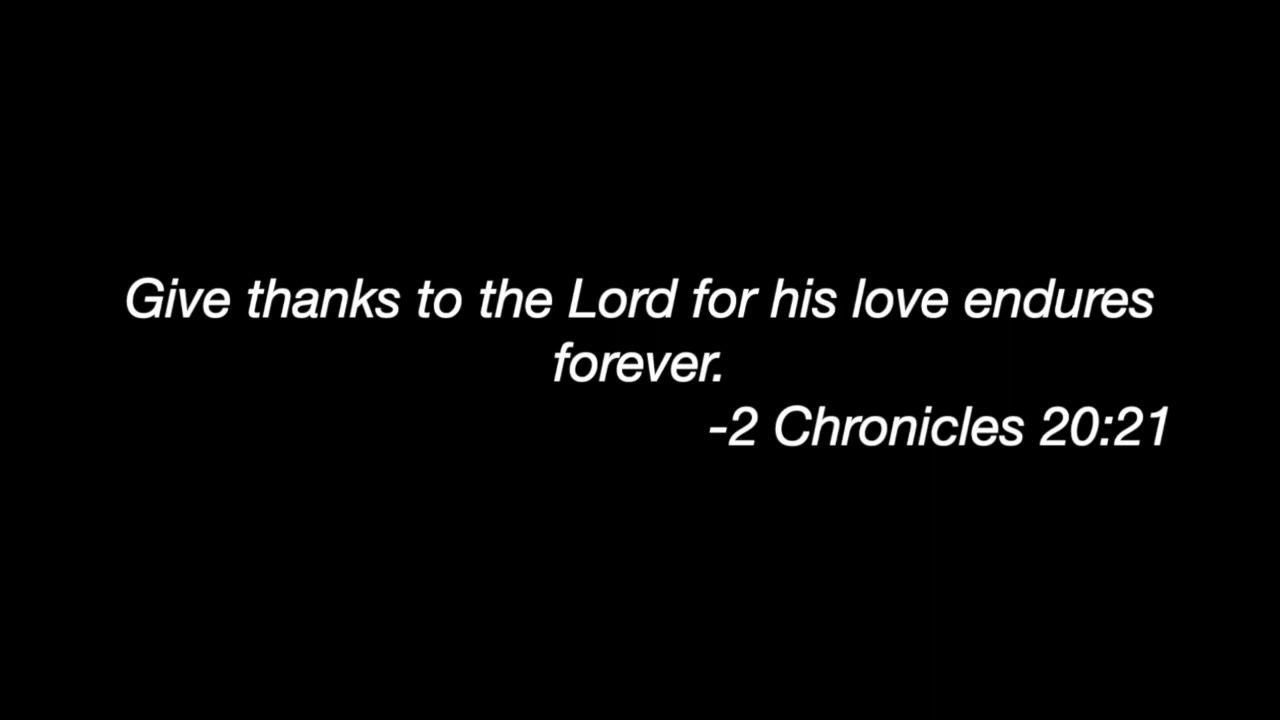 Give thanks to the Lord for his love endures
forever.
-2 Chronicles 20:21